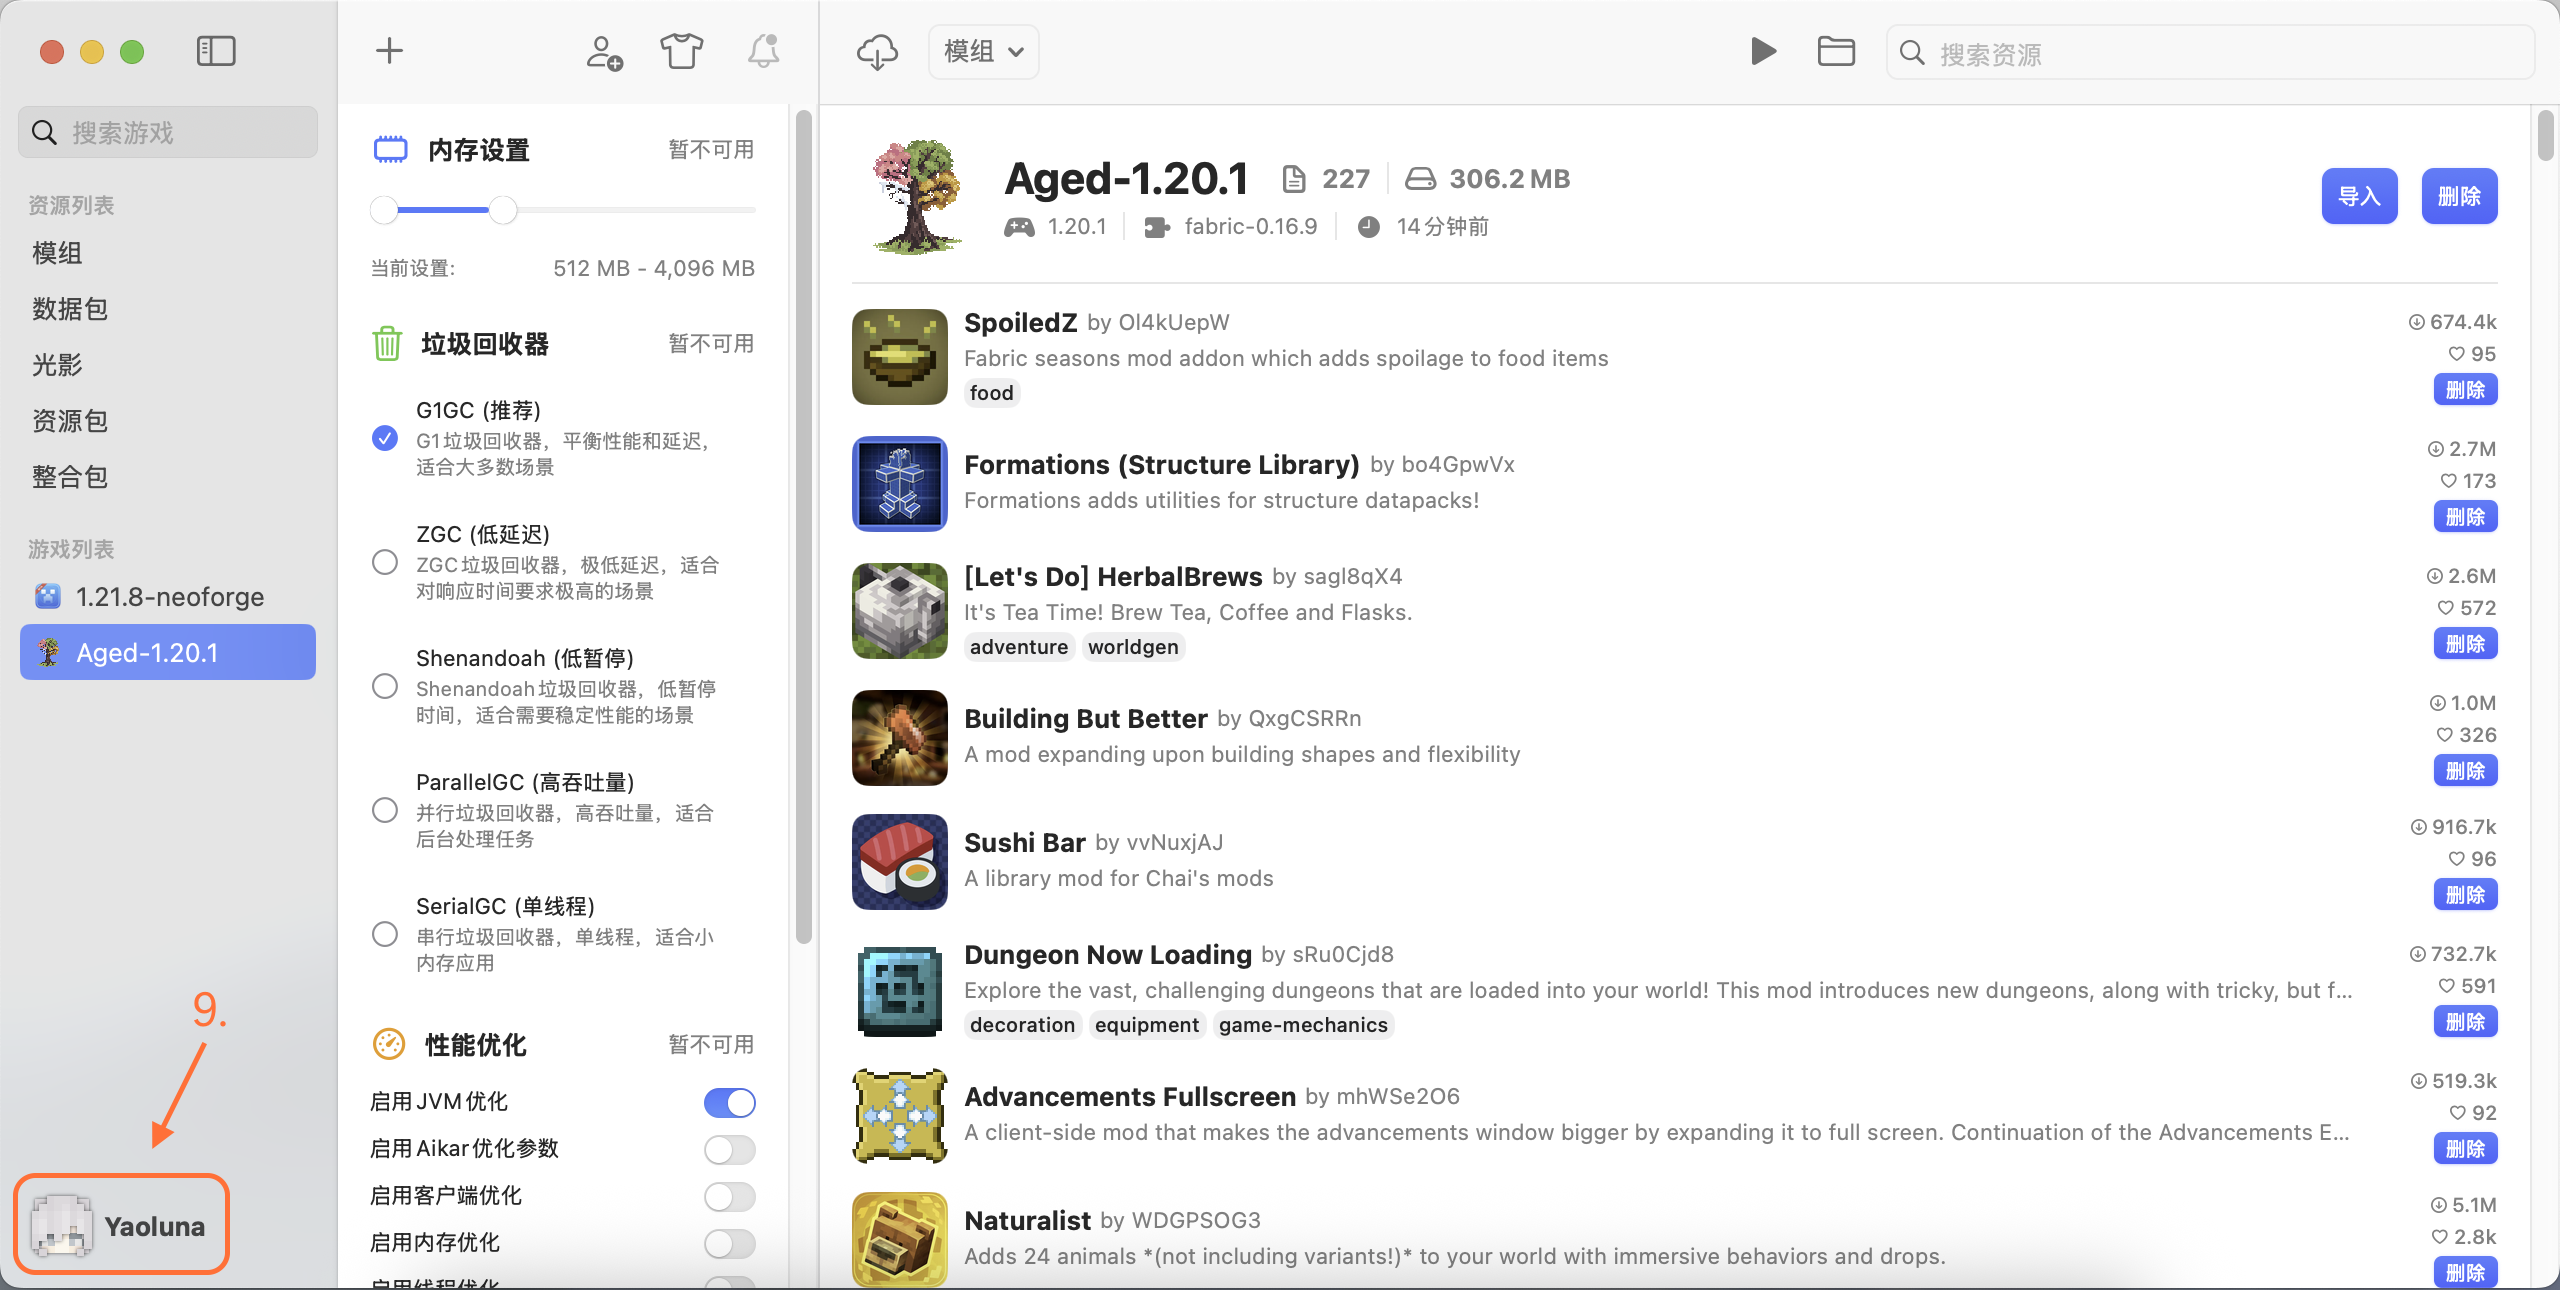 模组
搜索资源
搜索游戏
资源列表
模组
数据包
光影
资源包
整合包
游戏列表
1.21.8-neoforge
Aged-1.20.1
9.
Yaoluna
内存设置
暂不可用
当前设置:
512 MB - 4,096 MB
垃圾回收器
暂不可用
G1GC (推荐)
G1垃圾回收器，平衡性能和延迟，
适合大多数场景
ZGC (低延迟)
ZGC垃圾回收器，极低延迟，适合
对响应时间要求极高的场景
Shenandoah (低暂停)
Shenandoah垃圾回收器，低暂停
时间，适合需要稳定性能的场景
ParallelGC (高吞吐量)
并行垃圾回收器，高吞吐量，适合
后台处理任务
SerialGC (单线程)
串行垃圾回收器，单线程，适合小
内存应用
性能优化
暂不可用
启用JVM优化
启用Aikar优化参数
启用客户端优化
启用内存优化
启用线程优化
Aged-1.20.1
227
306.2 MB
1.20.1
fabric-0.16.9
14分钟前
导入
删除
SpoiledZ by Ol4kUepW
Fabric seasons mod addon which adds spoilage to food items
food
674.4k
95
删除
Formations (Structure Library) by bo4GpwVx
Formations adds utilities for structure datapacks!
2.7M
173
删除
[Let's Do] HerbalBrews by sagl8qX4
It's Tea Time! Brew Tea, Coffee and Flasks.
adventure worldgen
2.6M
572
删除
Building But Better by QxgCSRRn
A mod expanding upon building shapes and flexibility
1.0M
326
删除
Sushi Bar by vvNuxjAJ
A library mod for Chai's mods
916.7k
96
删除
Dungeon Now Loading by sRu0Cjd8
Explore the vast, challenging dungeons that are loaded into your world! This mod introduces new dungeons, along with tricky, but f...
decoration equipment game-mechanics
732.7k
591
删除
Advancements Fullscreen by mhWSe2O6
A client-side mod that makes the advancements window bigger by expanding it to full screen. Continuation of the Advancements E...
519.3k
92
删除
Naturalist by WDGPSOG3
Adds 24 animals *(not including variants!)* to your world with immersive behaviors and drops.
5.1M
2.8k
删除